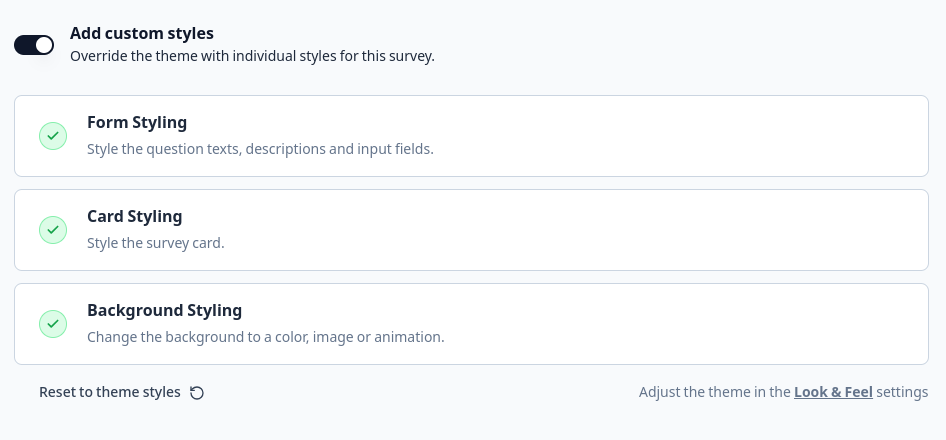 Add custom styles
Override the theme with individual styles for this survey.
Form Styling
Style the question texts, descriptions and input fields.
Card Styling
Style the survey card.
Background Styling
Change the background to a color, image or animation.
Reset to theme styles
Adjust the theme in the Look & Feel settings